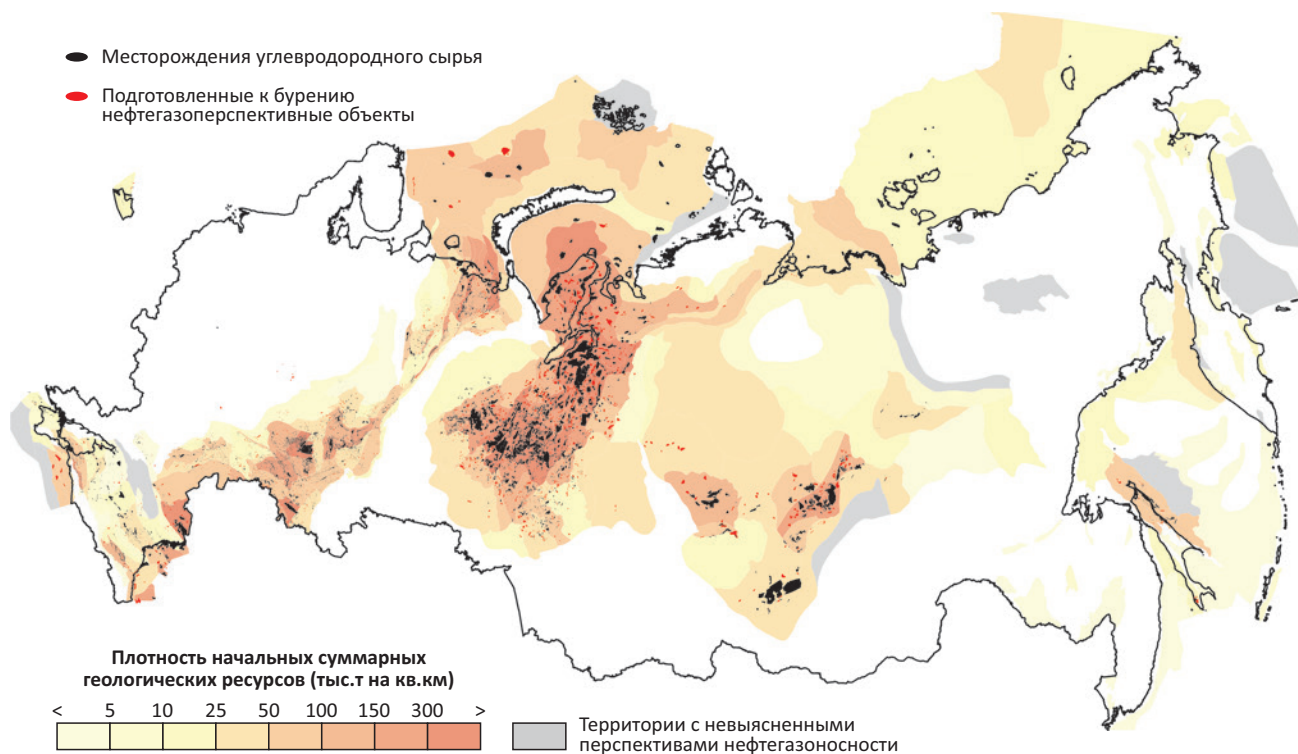 Месторождения углевродородного сырья
Подготовленные к бурению
нефтегазоперспективные объекты
Плотность начальных суммарных
геологических ресурсов (тыс.т на кв.км)
< 5 10 25 50 100 150 300 >
Территории с невыясненными
перспективами нефтегазоносности